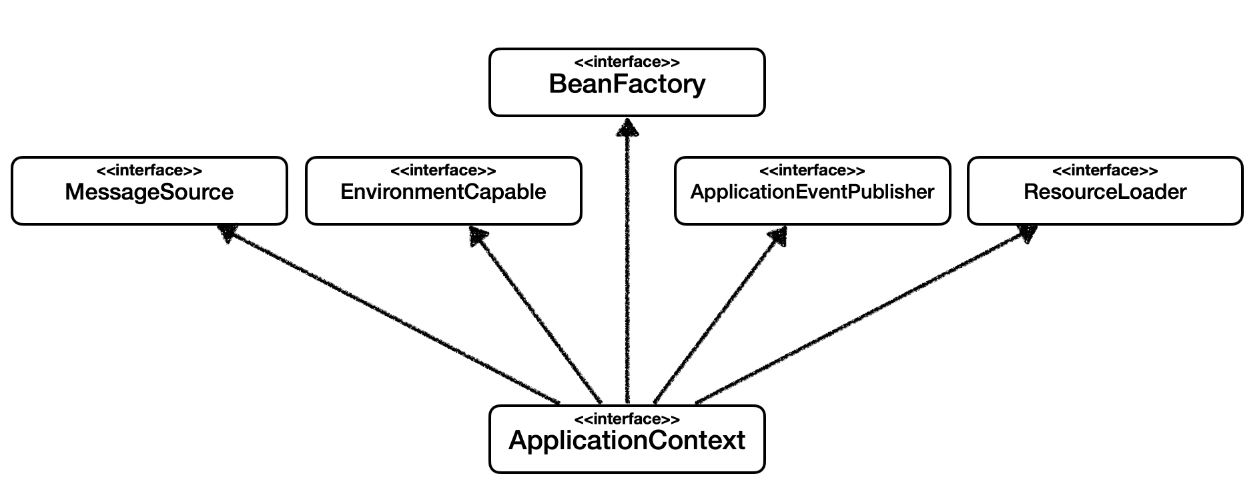 <<interface>>
BeanFactory
<<interface>>
MessageSource
<<interface>>
EnvironmentCapable
<<interface>>
ApplicationEventPublisher
<<interface>>
ResourceLoader
<<interface>>
ApplicationContext